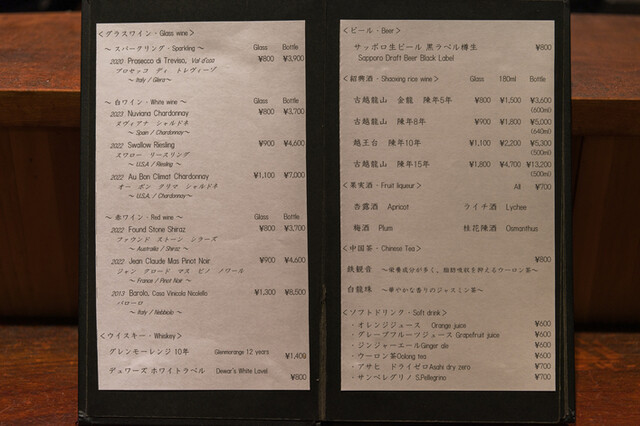 ＜グラスワイン・Glass wine＞
～ スパークリング・Sparkling ～ Glass Bottle
2020 Prosecco di Treviso, Val d'oca ¥800 ¥3,900
プロセッコ ディ トレヴィーゾ
～ Italy / Glera～
～ 白ワイン・White wine ～ Glass Bottle
2023 Nuviana Chardonnay ¥800 ¥3,700
ヌヴィアナ シャルドネ
～ Spain / Chardonnay～
2022 Swallow Riesling ¥900 ¥4,600
スワロー リースリング
～ U.S.A / Riesling ～
2022 Au Bon Climat Chardonnay ¥1,100 ¥7,000
オー ボン クリマ シャルドネ
～ U.S.A. / Chardonnay～
～ 赤ワイン・Red wine ～ Glass Bottle
2022 Found Stone Shiraz ¥800 ¥3,700
ファウンド ストーン シラーズ
～ Australia / Shiraz ～
2022 Jean Claude Mas Pinot Noir ¥900 ¥4,600
ジャン クロード マス ピノ ノワール
～ France / Pinot Noir ～
2013 Barolo, Casa Vinicola Nicolello ¥1,300 ¥8,500
バローロ
～ Italy / Nebbiolo ～
＜ウイスキー・Whiskey＞
グレンモーレンジ 10年 Glenmorange 12 years ¥1,400
デュワーズ ホワイトラベル Dewar's White Lavel ¥800
＜ビール・Beer＞
サッポロ生ビール 黒ラベル樽生 ¥800
Sapporo Draft Beer Black Label
＜紹興酒・Shaoxing rice wine＞ Glass 180ml Bottle
古越龍山 金龍 陳年5年 ¥800 ¥1,600 ¥3,600
(600ml)
古越龍山 陳年8年 ¥900 ¥1,800 ¥5,000
(640ml)
越王台 陳年10年 ¥1,100 ¥2,200 ¥5,300
(500ml)
古越龍山 陳年15年 ¥1,800 ¥4,700 ¥13,200
(500ml)
＜果実酒・Fruit liqueur＞ All ¥700
杏露酒 Apricot ライチ酒 Lychee
梅酒 Plum 桂花陳酒 Osmanthus
＜中国茶・Chinese Tea＞ ¥800
鉄観音 ～栄養成分が多く、脂肪吸収を抑えるウーロン茶～
白龍珠 ～華やかな香りのジャスミン茶～
＜ソフトドリンク・Soft drink＞
・オレンジジュース Orange juice ¥600
・グレープフルーツジュース Grapefruit juice ¥600
・ジンジャーエール Ginger ale ¥600
・ウーロン茶 Oolong tea ¥600
・アサヒ ドライゼロ Asahi dry zero ¥700
・サンペレグリノ S.Pellegrino ¥700